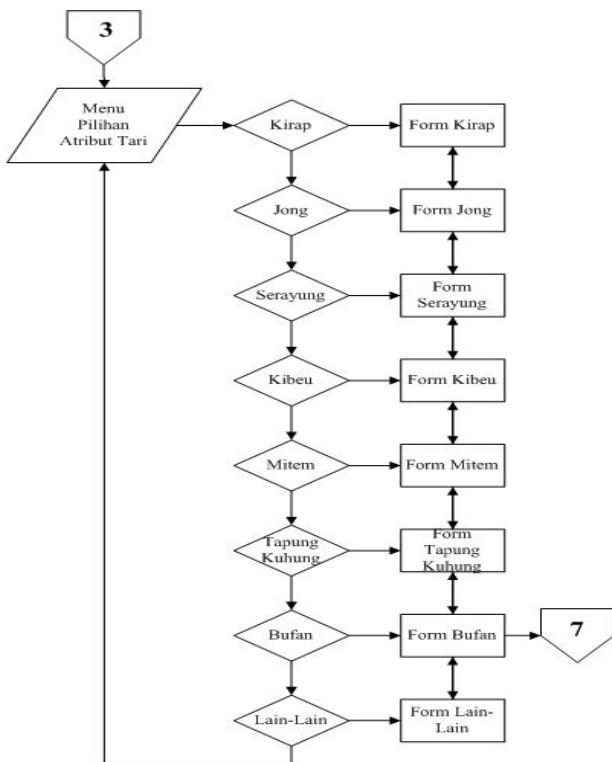 3
Menu
Pilihan
Atribut Tari
Kirap
Form Kirap
Jong
Form Jong
Serayung
Form
Serayung
Kibeu
Form Kibeu
Mitem
Form Mitem
Tapung
Kuhung
Form
Tapung
Kuhung
Bufan
Form Bufan
7
Lain-Lain
Form Lain-
Lain